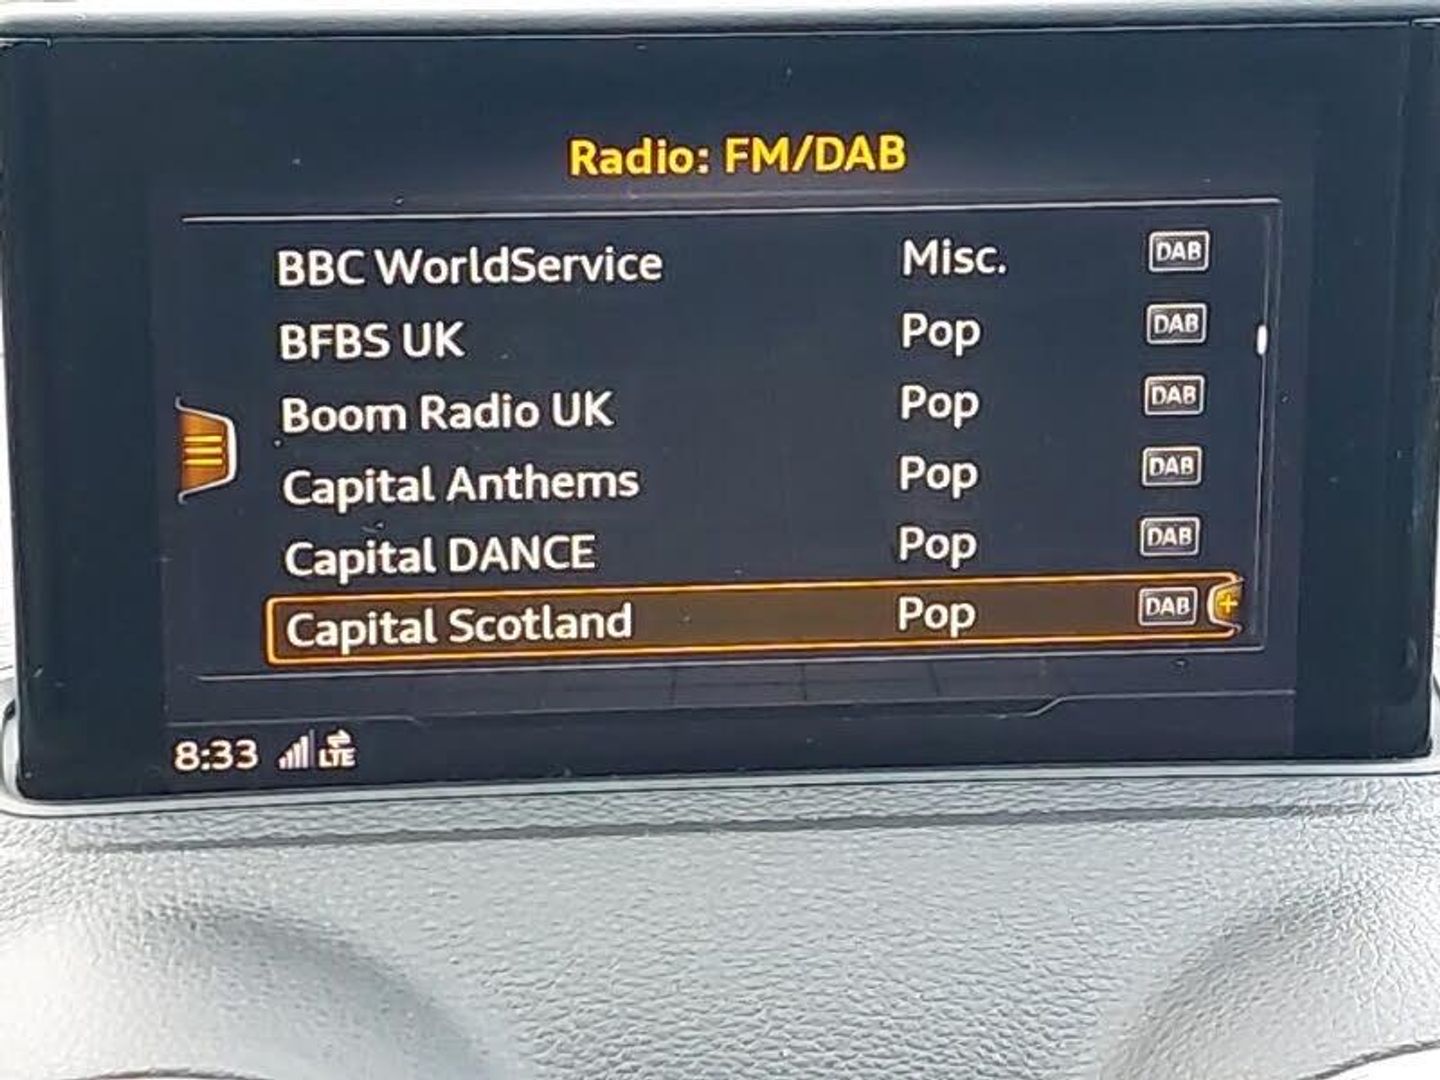 Radio: FM/DAB
BBC WorldService Misc. DAB
BFBS UK Pop DAB
Boom Radio UK Pop DAB
Capital Anthems Pop DAB
Capital DANCE Pop DAB
Capital Scotland Pop DAB +
8:33 LTE